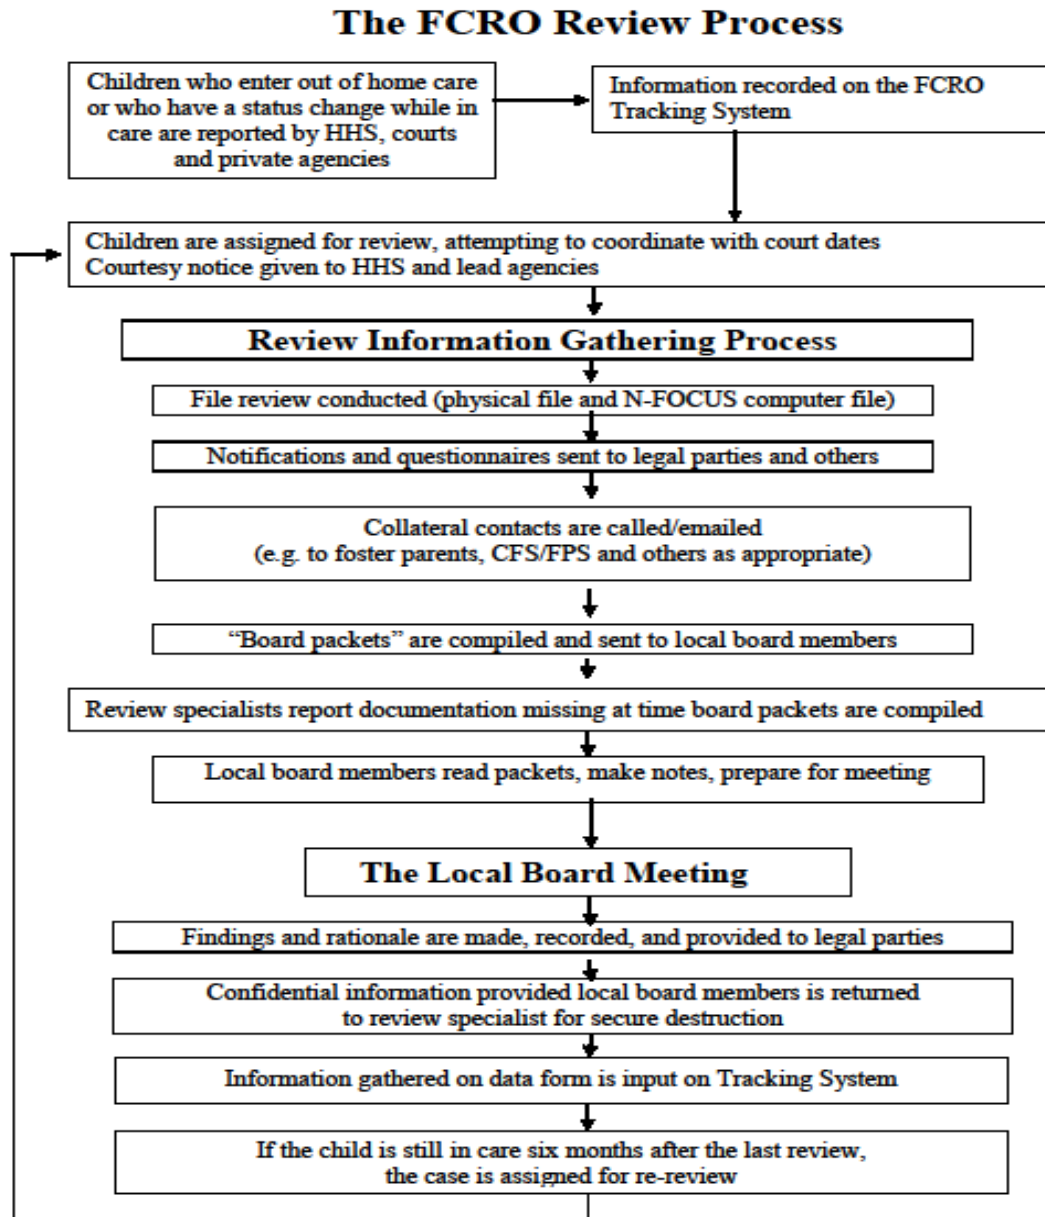 The FCRO Review Process
Children who enter out of home care
or who have a status change while in
care are reported by HHS, courts
and private agencies
Information recorded on the FCRO
Tracking System
Children are assigned for review, attempting to coordinate with court dates
Courtesy notice given to HHS and lead agencies
Review Information Gathering Process
File review conducted (physical file and N-FOCUS computer file)
Notifications and questionnaires sent to legal parties and others
Collateral contacts are called/emailed
(e.g. to foster parents, CFS/FPS and others as appropriate)
“Board packets” are compiled and sent to local board members
Review specialists report documentation missing at time board packets are compiled
Local board members read packets, make notes, prepare for meeting
The Local Board Meeting
Findings and rationale are made, recorded, and provided to legal parties
Confidential information provided local board members is returned
to review specialist for secure destruction
Information gathered on data form is input on Tracking System
If the child is still in care six months after the last review,
the case is assigned for re-review